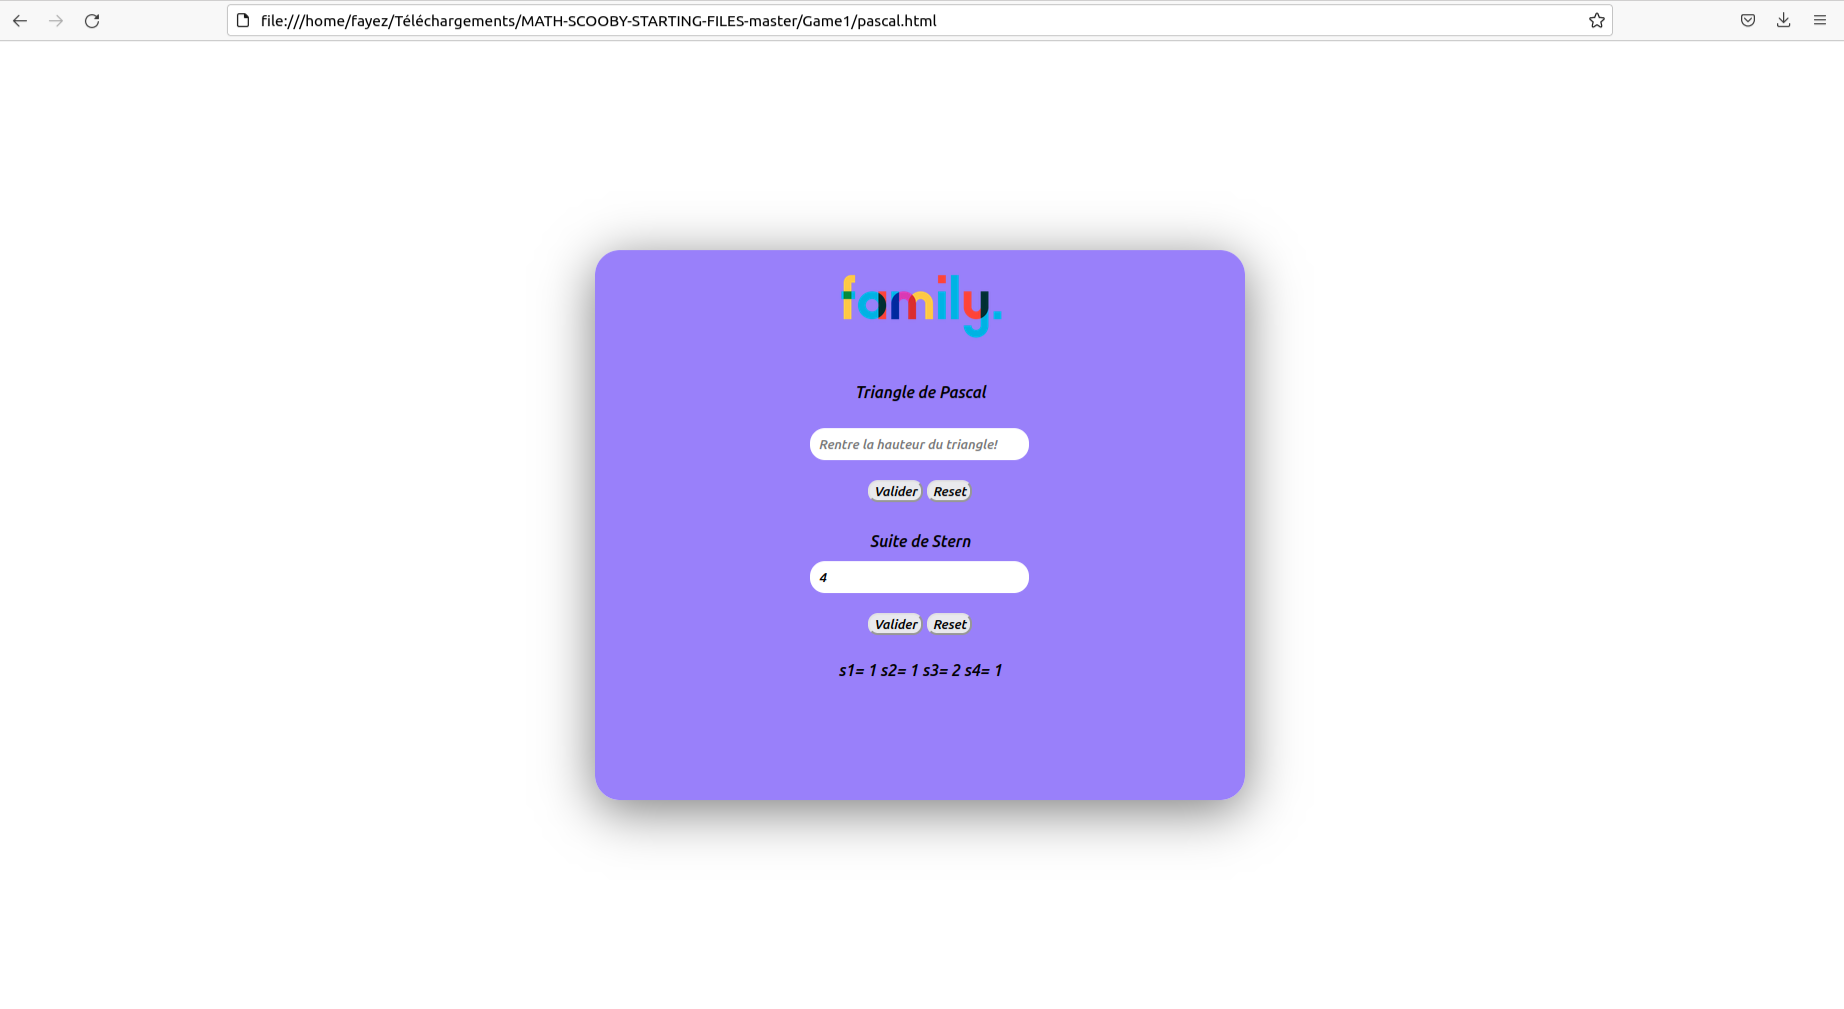 file:///home/fayez/Téléchargements/MATH-SCOOBY-STARTING-FILES-master/Game1/pascal.html
family.
Triangle de Pascal
Rentre la hauteur du triangle!
Valider Reset
Suite de Stern
4
Valider Reset
s1= 1 s2= 1 s3= 2 s4= 1